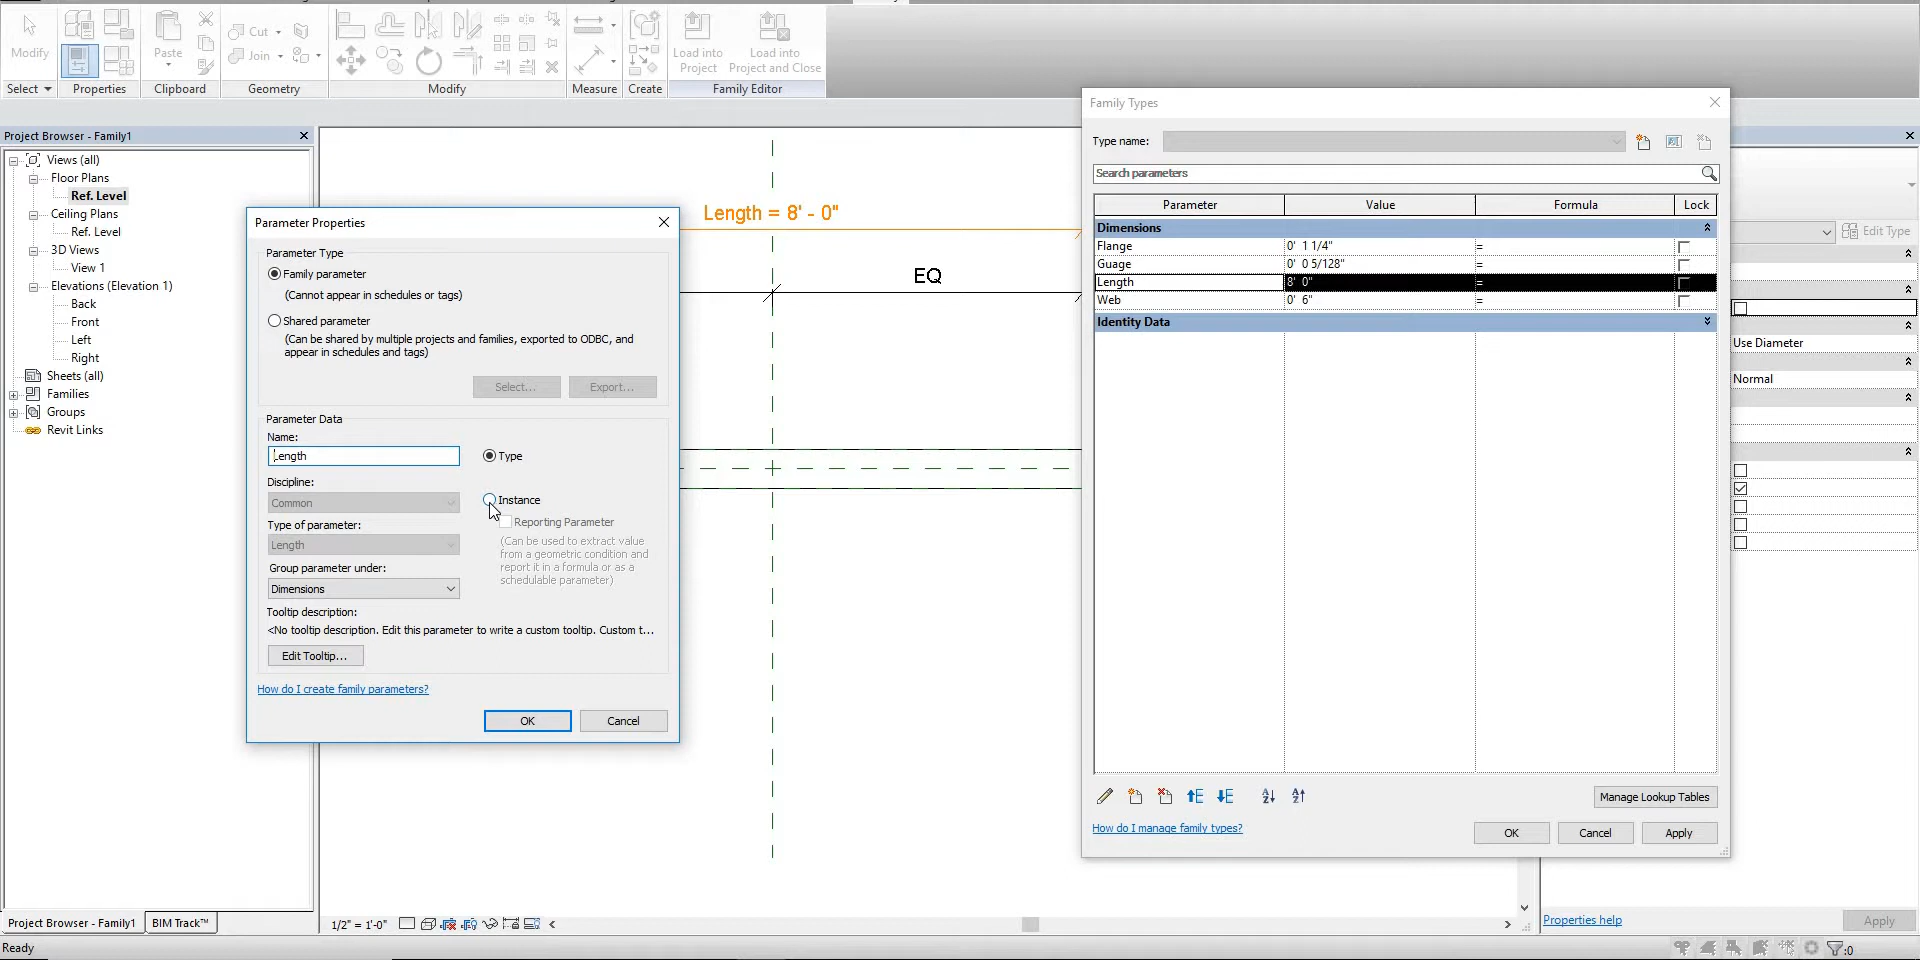 Modify
Paste
Cut
Join
Load into
Project
Load into
Project and Close
Select
Properties
Clipboard
Geometry
Modify
Measure
Create
Family Editor
Project Browser - Family1
Views (all)
Floor Plans
Ref. Level
Ceiling Plans
Ref. Level
3D Views
View 1
Elevations (Elevation 1)
Back
Front
Left
Right
Sheets (all)
Families
Groups
Revit Links
Project Browser - Family1
BIM Track™
Ready
Length = 8' - 0"
EQ
Parameter Properties
Parameter Type
Family parameter
(Cannot appear in schedules or tags)
Shared parameter
(Can be shared by multiple projects and families, exported to ODBC, and
appear in schedules and tags)
Select...
Export...
Parameter Data
Name:
Length
Type
Discipline:
Common
Instance
Type of parameter:
Reporting Parameter
Length
(Can be used to extract value
from a geometric condition and
report it in a formula or as a
schedulable parameter)
Group parameter under:
Dimensions
Tooltip description:
<No tooltip description. Edit this parameter to write a custom tooltip. Custom t...
Edit Tooltip...
How do I create family parameters?
OK
Cancel
1/2" = 1'-0"
Family Types
Type name:
Search parameters
Parameter
Value
Formula
Lock
Dimensions
Flange
0' 1 1/4"
=
Guage
0' 0 5/128"
=
Length
8' 0"
=
Web
0' 6"
=
Identity Data
Manage Lookup Tables
How do I manage family types?
OK
Cancel
Apply
Edit Type
Use Diameter
Normal
Properties help
Apply
:0